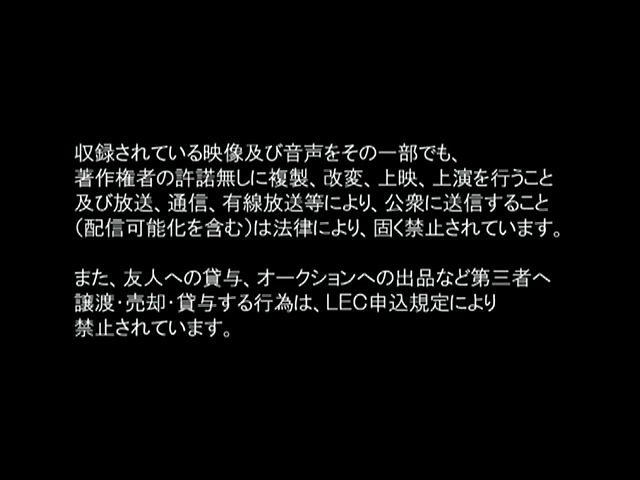 収録されている映像及び音声をその一部でも、
著作権者の許諾無しに複製、改変、上映、上演を行うこと
及び放送、通信、有線放送等により、公衆に送信すること
（配信可能化を含む）は法律により、固く禁止されています。
また、友人への貸与、オークションへの出品など第三者へ
譲渡・売却・貸与する行為は、LEC申込規定により
禁止されています。